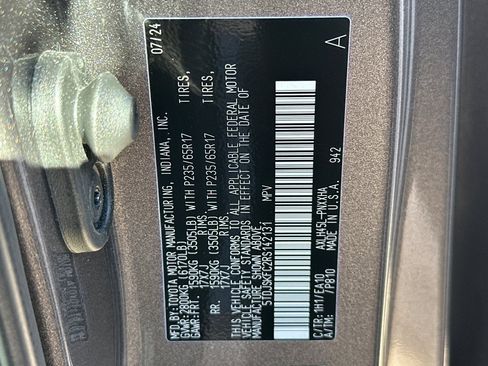 MFD.BY: TOYOTA MOTOR MANUFACTURING, INDIANA, INC. 07/24
GVWR: 2800KG (6170LB)
GAWR: FRT. 1590KG (3505LB) WITH P235/65R17 TIRES,
17X7J RIMS.
RR. 1590KG (3505LB) WITH P235/65R17 TIRES,
17X7J RIMS.
THIS VEHICLE CONFORMS TO ALL APPLICABLE FEDERAL MOTOR
VEHICLE SAFETY STANDARDS IN EFFECT ON THE DATE OF
MANUFACTURE SHOWN ABOVE.
MPV A
C/TR: 1H1/FA10 AXLH45L-PNXXHA
A/TM: /P810 MADE IN U.S.A. 942